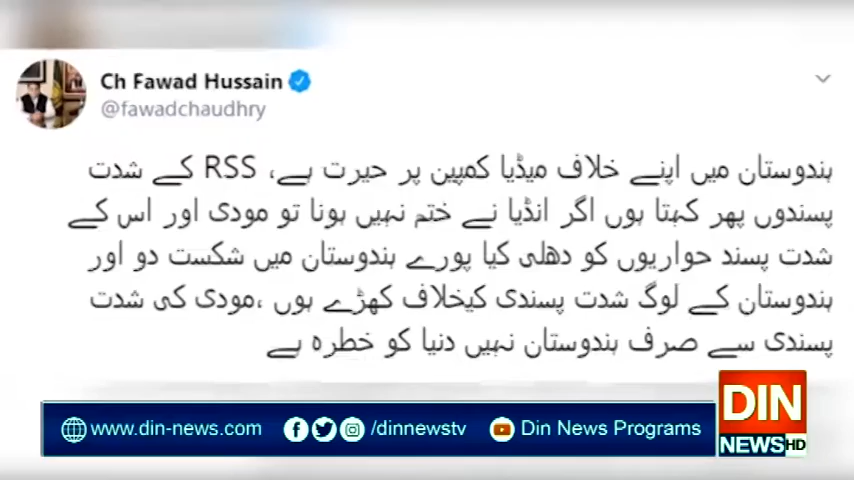 Ch Fawad Hussain
@fawadchaudhry
ہندوستان میں اپنے خلاف میڈیا کمپین پر حیرت ہے، RSS کے شدت
پسندوں پھر کہتا ہوں اگر انڈیا نے ختم نہیں ہونا تو مودی اور اس کے
شدت پسند حواریوں کو دھلی کیا پورے ہندوستان میں شکست دو اور
ہندوستان کے لوگ شدت پسندی کیخلاف کھڑے ہوں ،مودی کی شدت
پسندی سے صرف ہندوستان نہیں دنیا کو خطرہ ہے
www.din-news.com /dinnewstv Din News Programs
DIN
NEWS HD